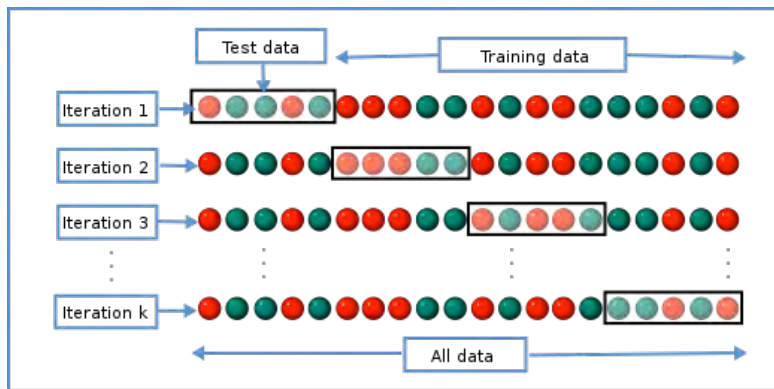 Test data
Training data
Iteration 1
Iteration 2
Iteration 3
Iteration k
All data